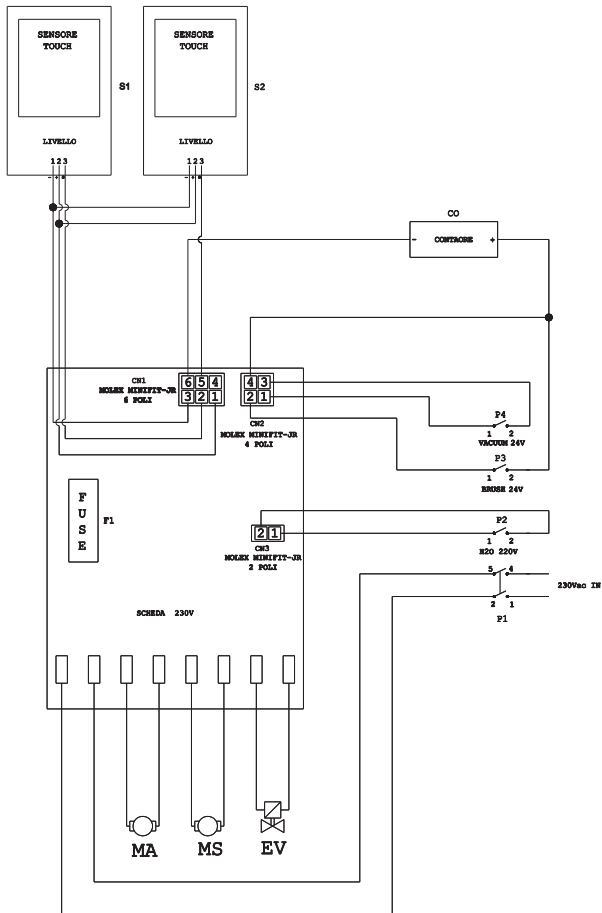 SENSORE
TOUCH
S1
LIVELLO
1 2 3
- + •
SENSORE
TOUCH
S2
LIVELLO
1 2 3
- + •
CO
- CONTAORE +
CN1
MOLEX MINIFIT-JR
6 POLI
6 5 4
3 2 1
4 3
2 1
CN2
MOLEX MINIFIT-JR
4 POLI
P4
1 2
VACUUM 24V
P3
1 2
BRUSH 24V
FUSE
F1
2 1
CN3
MOLEX MINIFIT-JR
2 POLI
P2
1 2
H2O 220V
5 4
230Vac IN
2 1
P1
SCHEDA 230V
MA
MS
EV